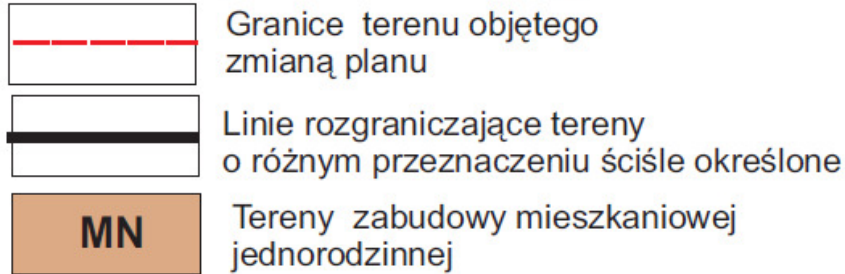 Granice terenu objętego
zmianą planu
Linie rozgraniczające tereny
o różnym przeznaczeniu ściśle określone
MN
Tereny zabudowy mieszkaniowej
jednorodzinnej